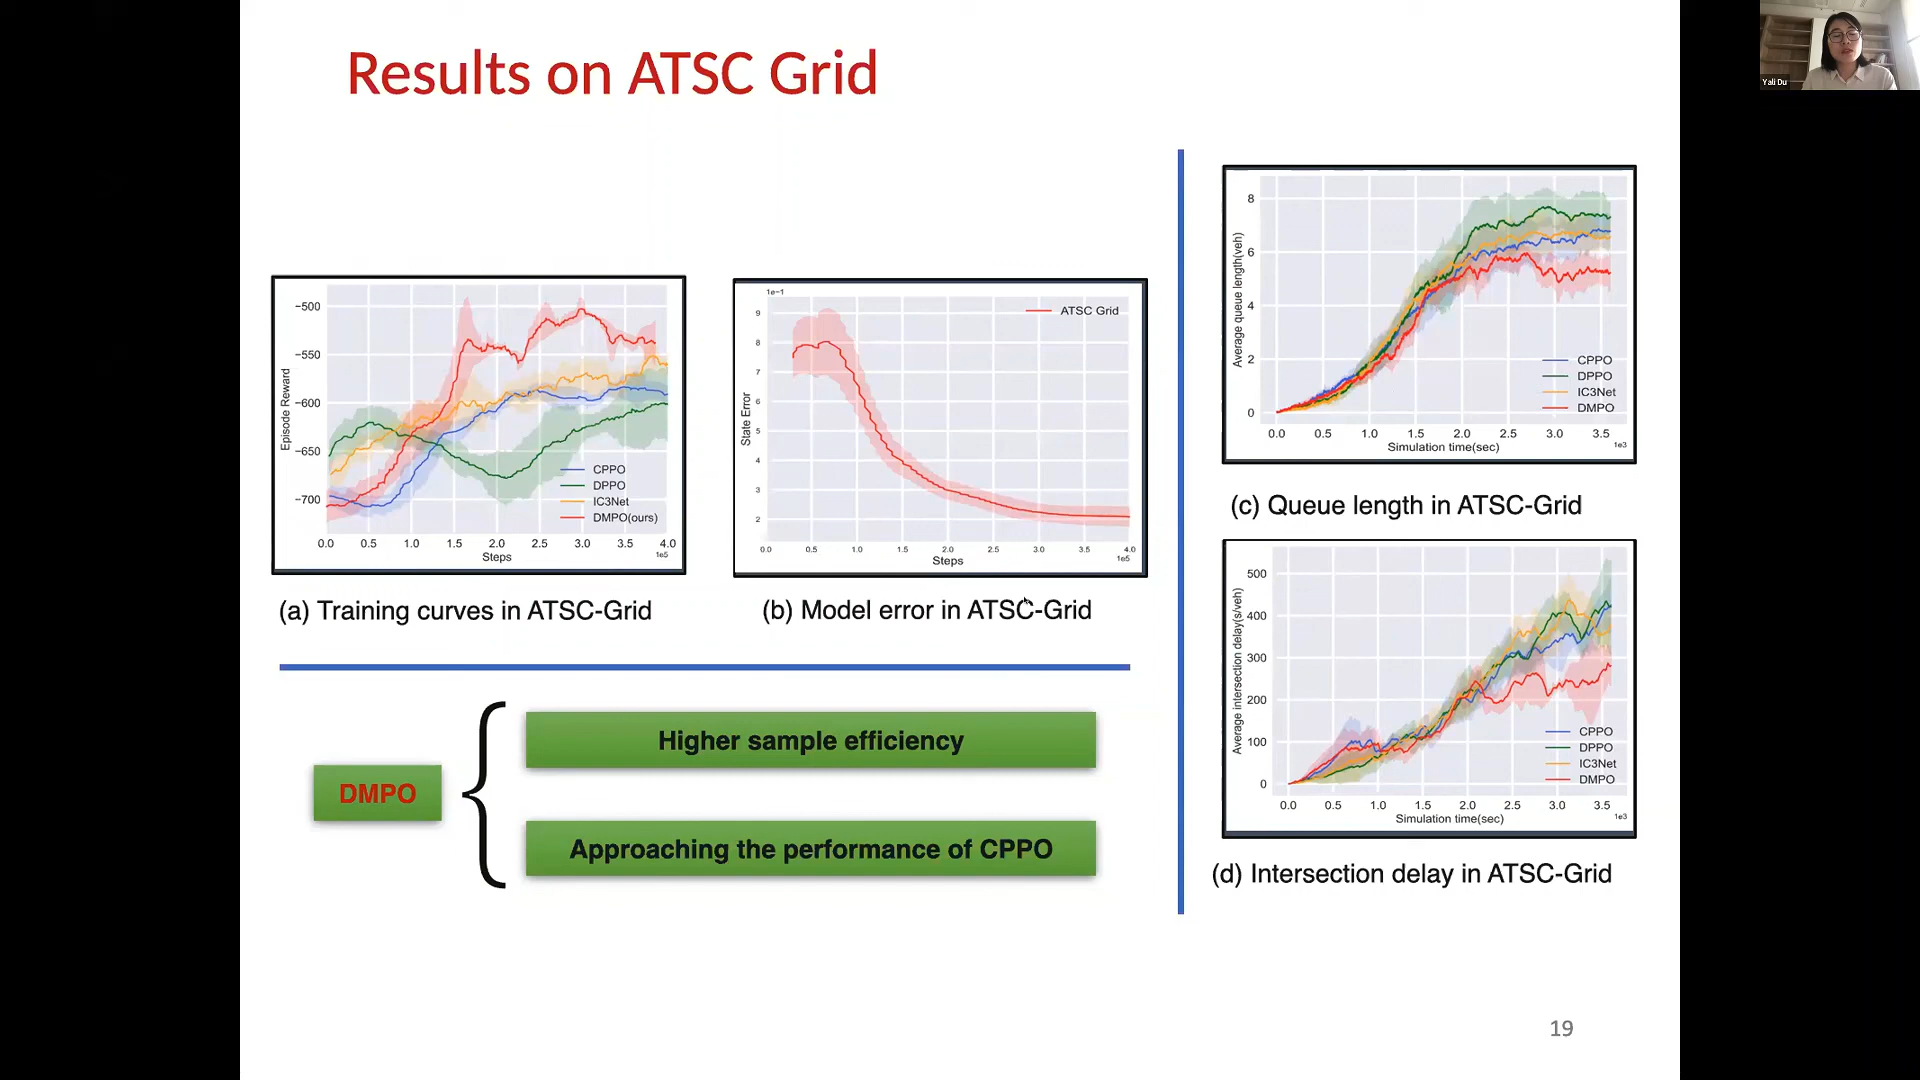 Results on ATSC Grid
Yali Du
−500
−550
−600
−650
−700
Episode Reward
CPPO
DPPO
IC3Net
DMPO(ours)
0.0 0.5 1.0 1.5 2.0 2.5 3.0 3.5 4.0
Steps
1e5
(a) Training curves in ATSC-Grid
1e−1
9
8
7
6
5
4
3
2
State Error
ATSC Grid
0.0 0.5 1.0 1.5 2.0 2.5 3.0 3.5 4.0
Steps
1e5
(b) Model error in ATSC-Grid
8
6
4
2
0
Average queue length(veh)
CPPO
DPPO
IC3Net
DMPO
0.0 0.5 1.0 1.5 2.0 2.5 3.0 3.5
Simulation time(sec)
1e3
(c) Queue length in ATSC-Grid
500
400
300
200
100
0
Average intersection delay(s/veh)
CPPO
DPPO
IC3Net
DMPO
0.0 0.5 1.0 1.5 2.0 2.5 3.0 3.5
Simulation time(sec)
1e3
(d) Intersection delay in ATSC-Grid
DMPO
Higher sample efficiency
Approaching the performance of CPPO
19